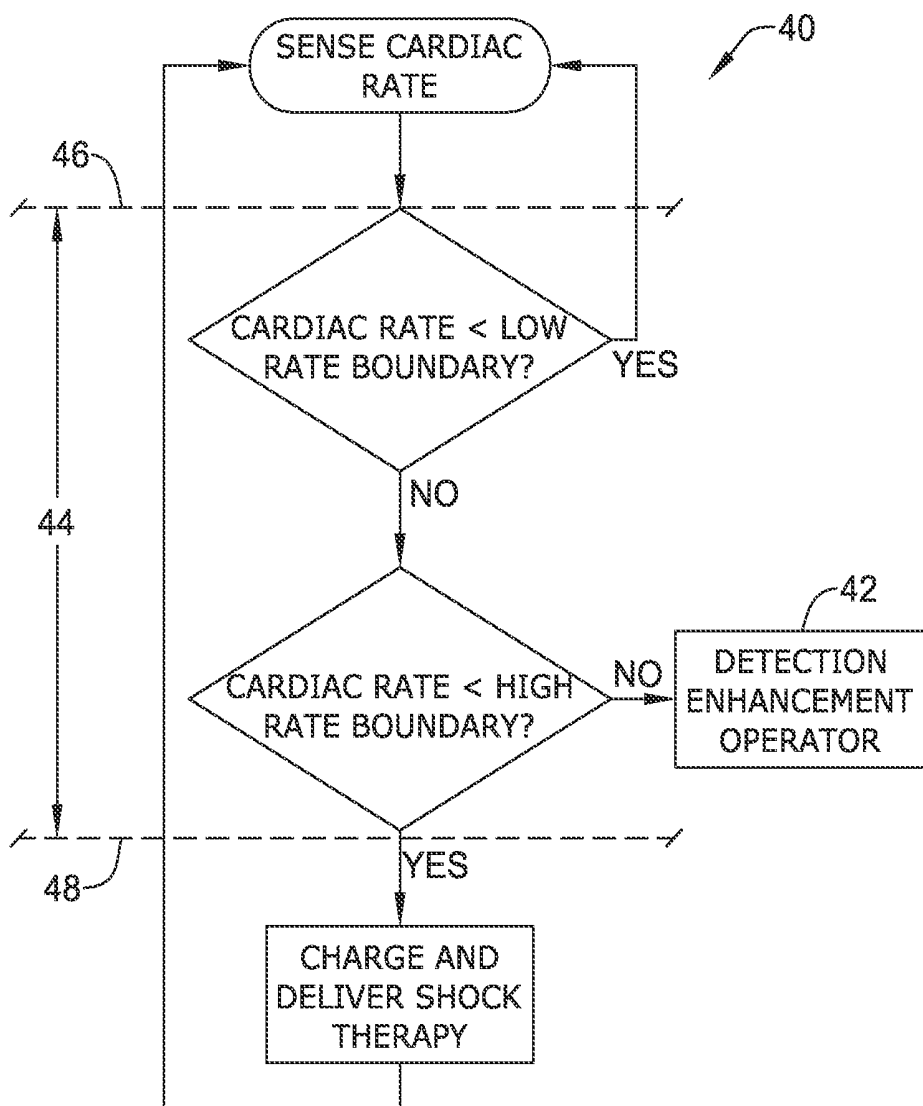 SENSE CARDIAC
RATE
40
46
CARDIAC RATE < LOW
RATE BOUNDARY?
YES
NO
44
42
CARDIAC RATE < HIGH
RATE BOUNDARY?
NO
DETECTION
ENHANCEMENT
OPERATOR
48
YES
CHARGE AND
DELIVER SHOCK
THERAPY